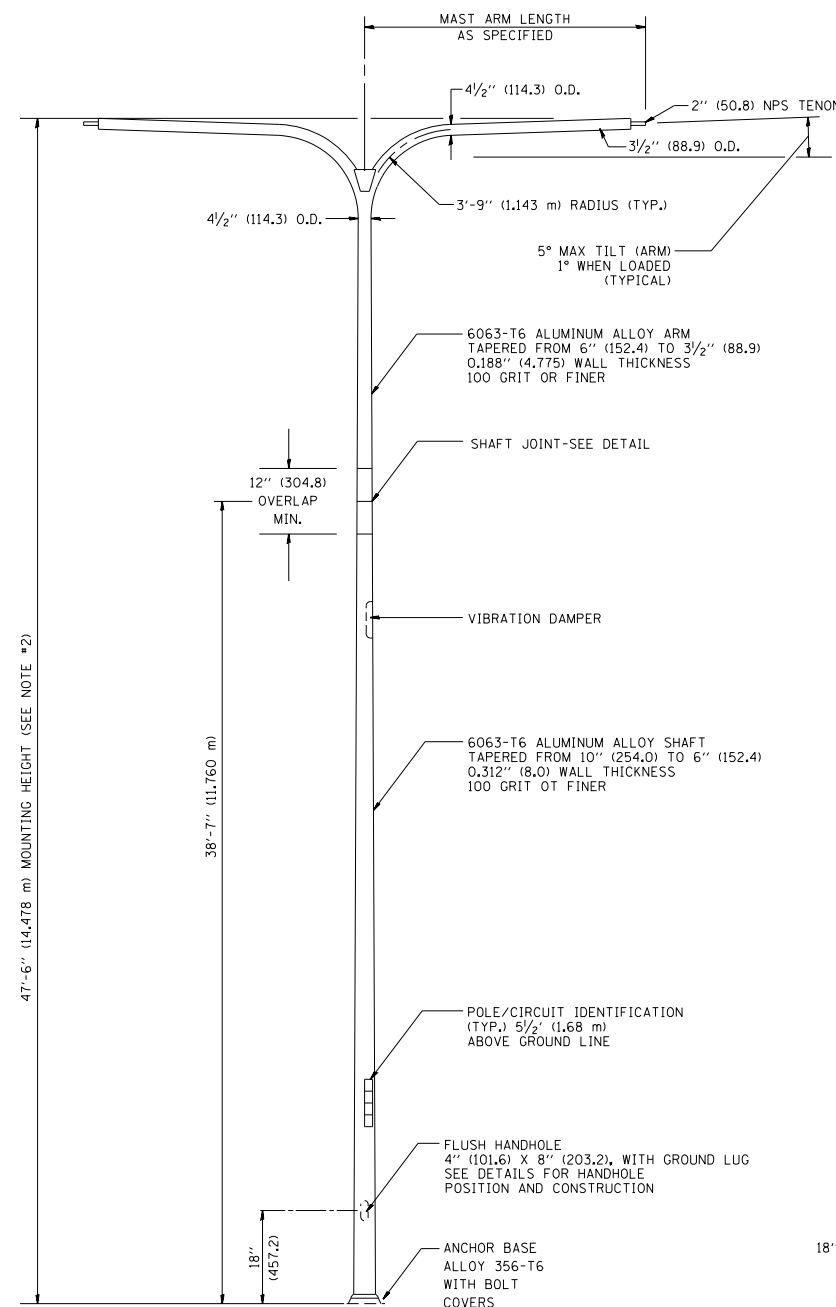 MAST ARM LENGTH
AS SPECIFIED
4½'' (114.3) O.D.
2'' (50.8) NPS TENON
3½'' (88.9) O.D.
3'-9'' (1.143 m) RADIUS (TYP.)
4½'' (114.3) O.D.
5° MAX TILT (ARM)
1° WHEN LOADED
(TYPICAL)
6063-T6 ALUMINUM ALLOY ARM
TAPERED FROM 6'' (152.4) TO 3½'' (88.9)
0.188'' (4.775) WALL THICKNESS
100 GRIT OR FINER
SHAFT JOINT-SEE DETAIL
12'' (304.8)
OVERLAP
MIN.
VIBRATION DAMPER
47'-6'' (14.478 m) MOUNTING HEIGHT (SEE NOTE #2)
38'-7'' (11.760 m)
6063-T6 ALUMINUM ALLOY SHAFT
TAPERED FROM 10'' (254.0) TO 6'' (152.4)
0.312'' (8.0) WALL THICKNESS
100 GRIT OT FINER
POLE/CIRCUIT IDENTIFICATION
(TYP.) 5½' (1.68 m)
ABOVE GROUND LINE
FLUSH HANDHOLE
4'' (101.6) X 8'' (203.2), WITH GROUND LUG
SEE DETAILS FOR HANDHOLE
POSITION AND CONSTRUCTION
18''
(457.2)
ANCHOR BASE
ALLOY 356-T6
WITH BOLT
COVERS
18'